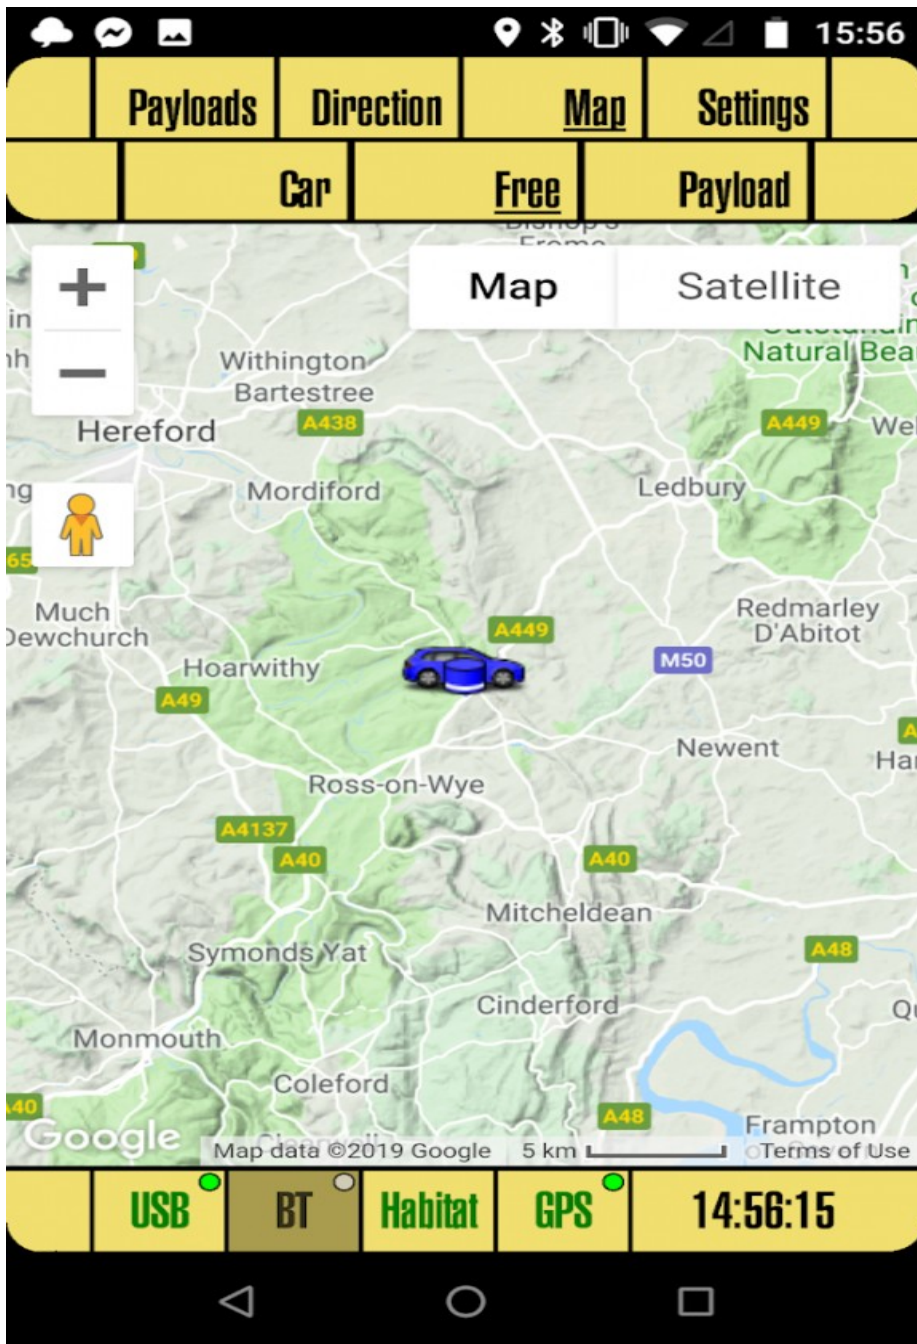 15:56
Payloads Direction Map Settings
Car Free Payload
Map Satellite
Natural Bea
Withington
Bartestree
A438
A449
Hereford
Mordiford
Ledbury
Much
Dewchurch
Redmarley
D'Abitot
A449
Hoarwithy
M50
A49
Newent
Ross-on-Wye
A4137
A40
A40
Mitcheldean
Symonds Yat
A48
Cinderford
Monmouth
Coleford
A40
A48
Frampton
Google
Map data ©2019 Google 5 km Terms of Use
USB BT Habitat GPS 14:56:15